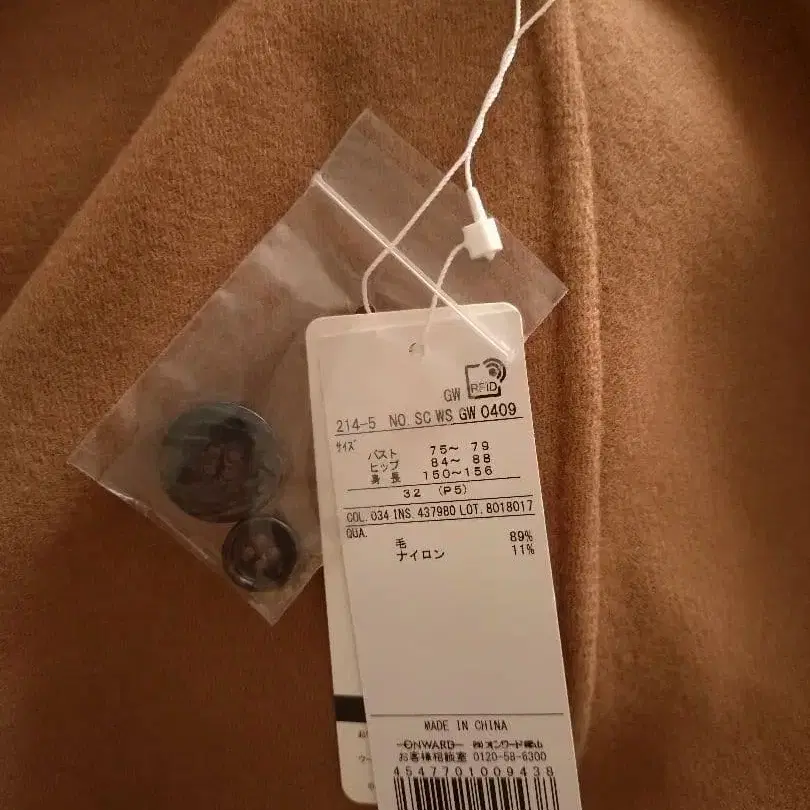 GW RFID
214-5 NO. SC WS GW 0409
サイズ
バスト 75～ 79
ヒップ 84～ 88
身長 150～156
32 (P5)
COL. 034 INS. 437980 LOT. 8018017
QUA.
毛 89%
ナイロン 11%
MADE IN CHINA
ONWARD ㈱オンワード樫山
お客様相談室 0120-58-6300
4547701009438